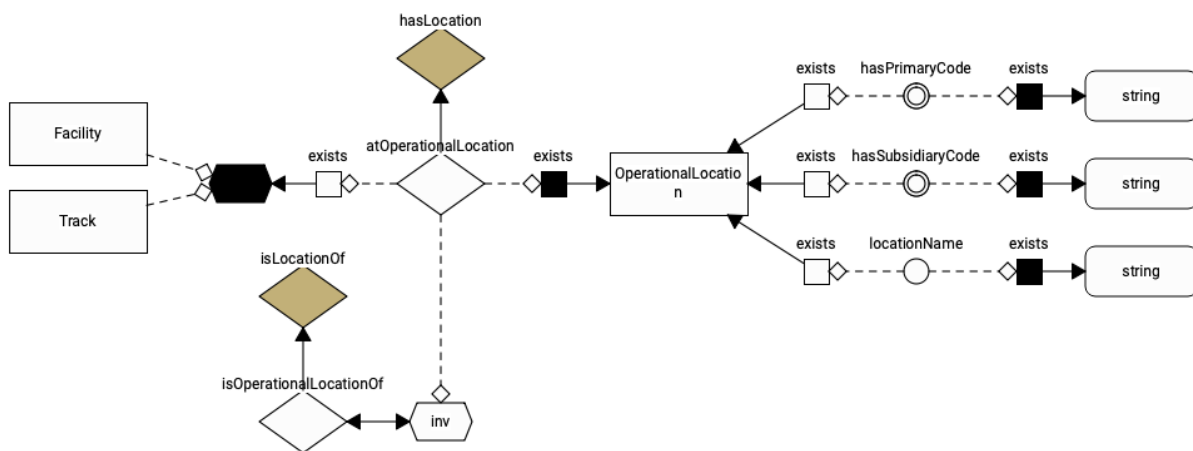 hasLocation
exists
hasPrimaryCode
exists
string
Facility
exists
atOperationalLocation
exists
OperationalLocatio
n
exists
hasSubsidiaryCode
exists
string
Track
exists
locationName
exists
string
isLocationOf
isOperationalLocationOf
inv